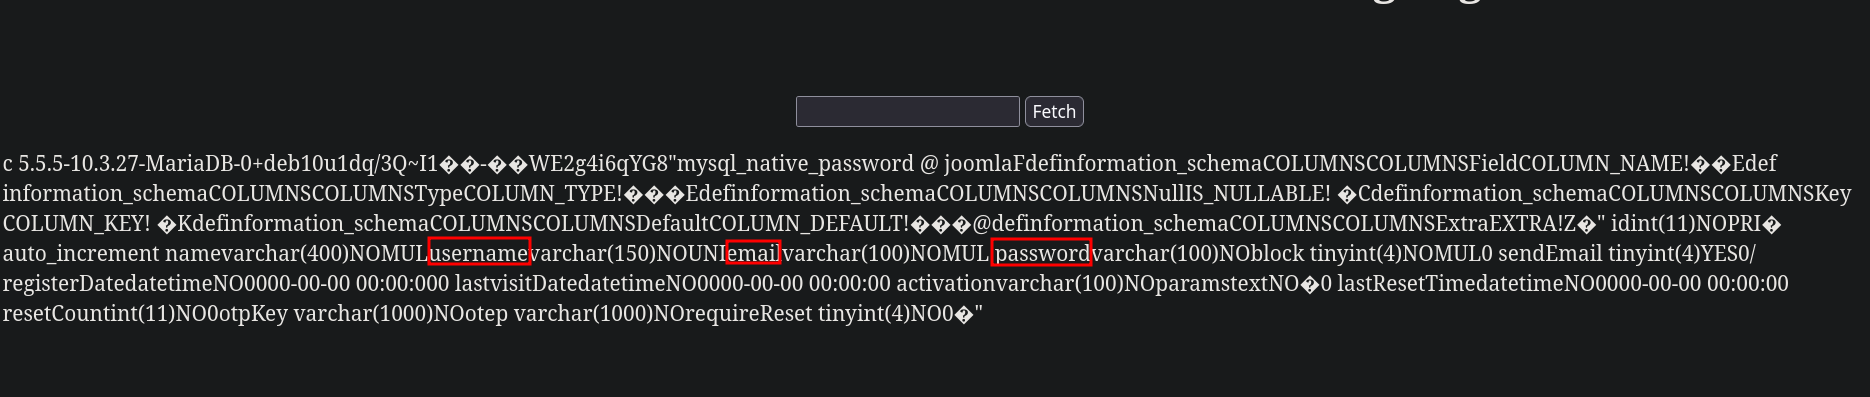 Fetch
c 5.5.5-10.3.27-MariaDB-0+deb10u1dq/3Q~I1��-��WE2g4i6qYG8"mysql_native_password @ joomlaFdefinformation_schemaCOLUMNSCOLUMNSFieldCOLUMN_NAME!��Edef
information_schemaCOLUMNSCOLUMNSTypeCOLUMN_TYPE!���Edefinformation_schemaCOLUMNSCOLUMNSNullIS_NULLABLE! �Cdefinformation_schemaCOLUMNSCOLUMNSKey
COLUMN_KEY! �Kdefinformation_schemaCOLUMNSCOLUMNSDefaultCOLUMN_DEFAULT!���@definformation_schemaCOLUMNSCOLUMNSExtraEXTRA!Z�" idint(11)NOPRI�
auto_increment namevarchar(400)NOMULusernamevarchar(150)NOUNIemailvarchar(100)NOMUL passwordvarchar(100)NOblock tinyint(4)NOMUL0 sendEmail tinyint(4)YES0/
registerDatedatetimeNO0000-00-00 00:00:000 lastvisitDatedatetimeNO0000-00-00 00:00:00 activationvarchar(100)NOparamstextNO�0 lastResetTimedatetimeNO0000-00-00 00:00:00
resetCountint(11)NO0otpKey varchar(1000)NOotep varchar(1000)NOrequireReset tinyint(4)NO0�"